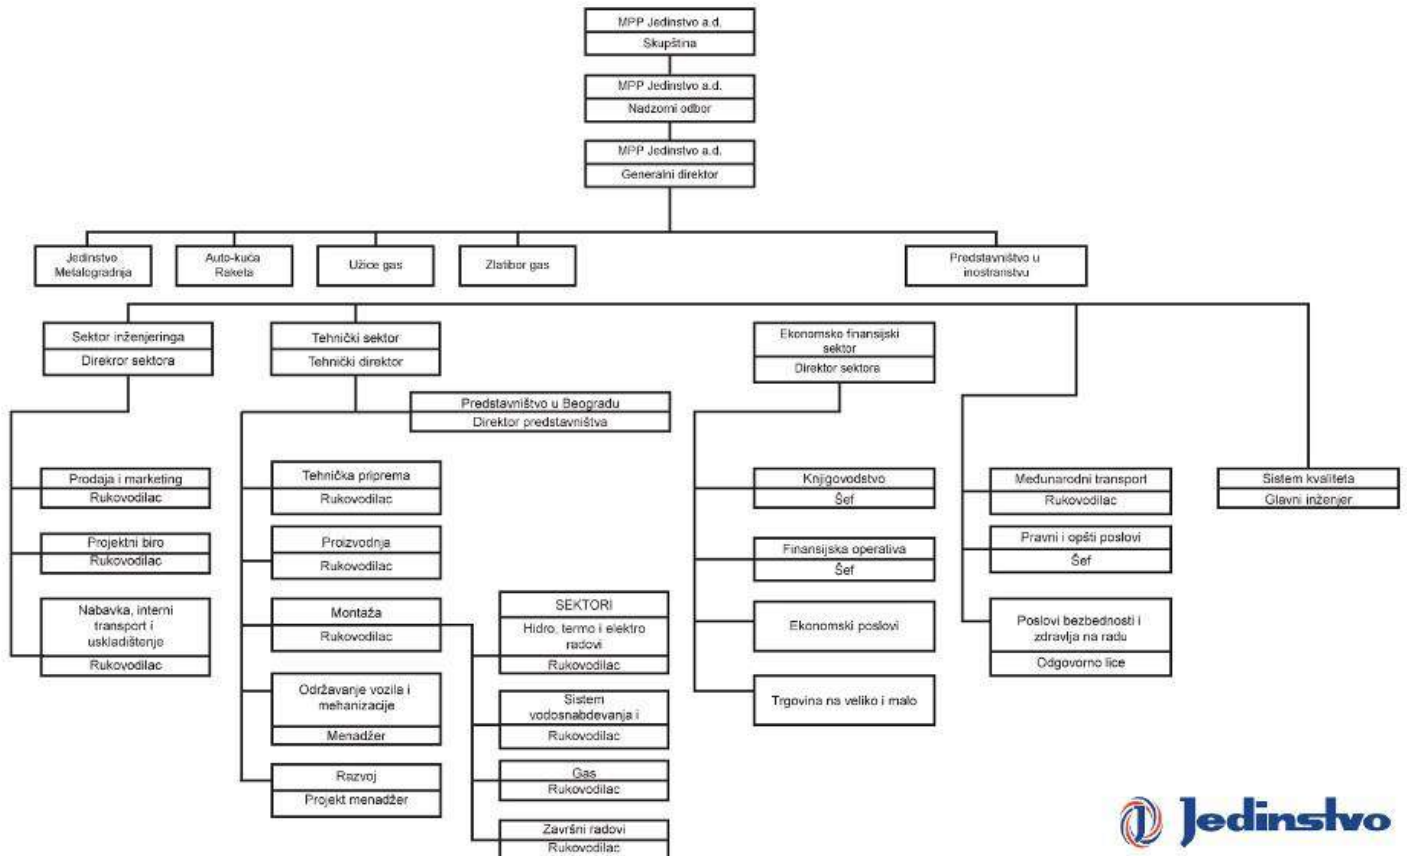 MPP Jedinstvo a.d.
Skupština
MPP Jedinstvo a.d.
Nadzorni odbor
MPP Jedinstvo a.d.
Generalni direktor
Jedinstvo
Metalogradnja
Auto-kuća
Raketa
Užice gas
Zlatibor gas
Predstavništvo u
inostranstvu
Sektor inženjeringa
Direkror sektora
Tehnički sektor
Tehnički direktor
Ekonomsko finansijski
sektor
Direktor sektora
Predstavništvo u Beogradu
Direktor predstavništva
Prodaja i marketing
Rukovodilac
Projektni biro
Rukovodilac
Nabavka, interni
transport i
uskladištenje
Rukovodilac
Tehnička priprema
Rukovodilac
Proizvodnja
Rukovodilac
Montaža
Rukovodilac
Održavanje vozila i
mehanizacije
Menadžer
Razvoj
Projekt menadžer
SEKTORI
Hidro, termo i elektro
radovi
Rukovodilac
Sistem
vodosnabdevanja i
Rukovodilac
Gas
Rukovodilac
Završni radovi
Rukovodilac
Knjigovodstvo
Šef
Finansijska operativa
Šef
Ekonomski poslovi
Trgovina na veliko i malo
Međunarodni transport
Rukovodilac
Pravni i opšti poslovi
Šef
Poslovi bezbednosti i
zdravlja na radu
Odgovorno lice
Sistem kvaliteta
Glavni inženjer
Jedinstvo